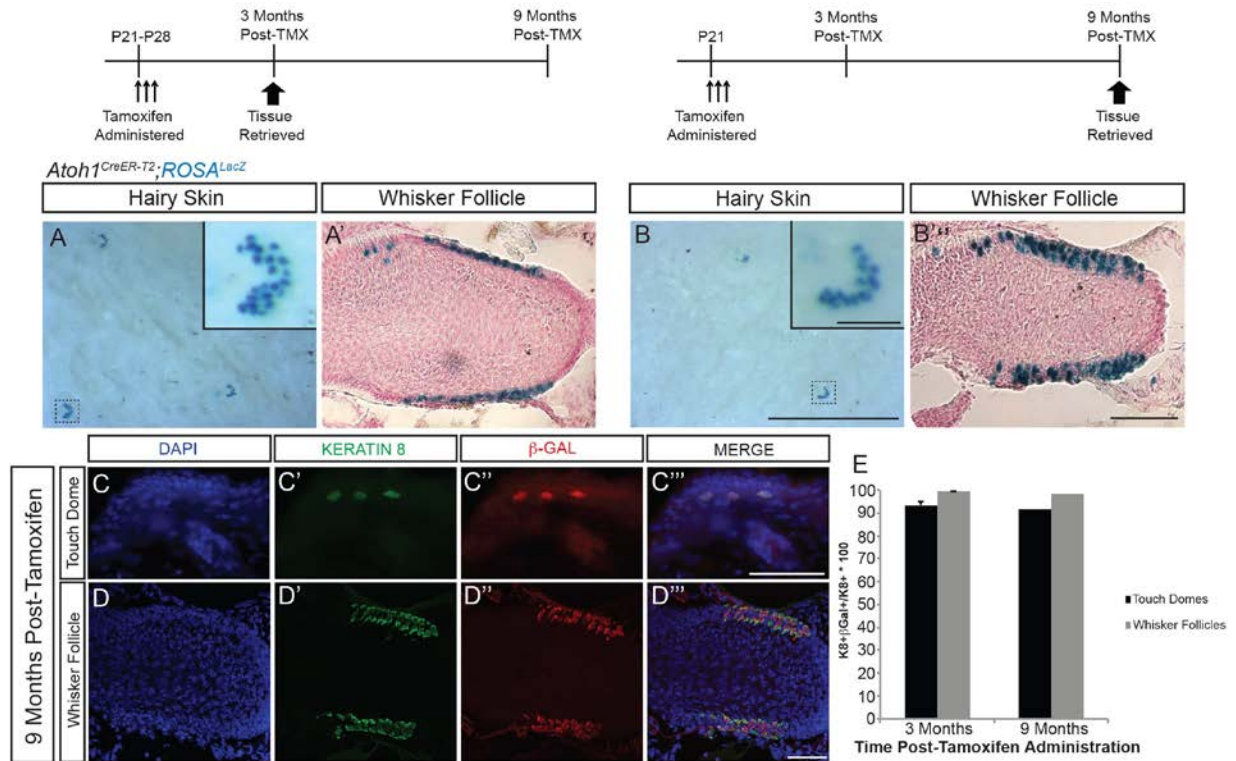 3 Months
Post-TMX
9 Months
Post-TMX
P21-P28
Tamoxifen
Administered
Tissue
Retrieved
3 Months
Post-TMX
9 Months
Post-TMX
P21
Tamoxifen
Administered
Tissue
Retrieved
Atoh1CreER-T2;ROSALacZ
Hairy Skin
Whisker Follicle
Hairy Skin
Whisker Follicle
A
A'
B
B'
DAPI
KERATIN 8
β-GAL
MERGE
9 Months Post-Tamoxifen
Touch Dome
C
C'
C''
C'''
Whisker Follicle
D
D'
D''
D'''
E
K8+βGal+/K8+ * 100
100
90
80
70
60
50
40
30
20
10
0
Touch Domes
Whisker Follicles
3 Months
9 Months
Time Post-Tamoxifen Administration